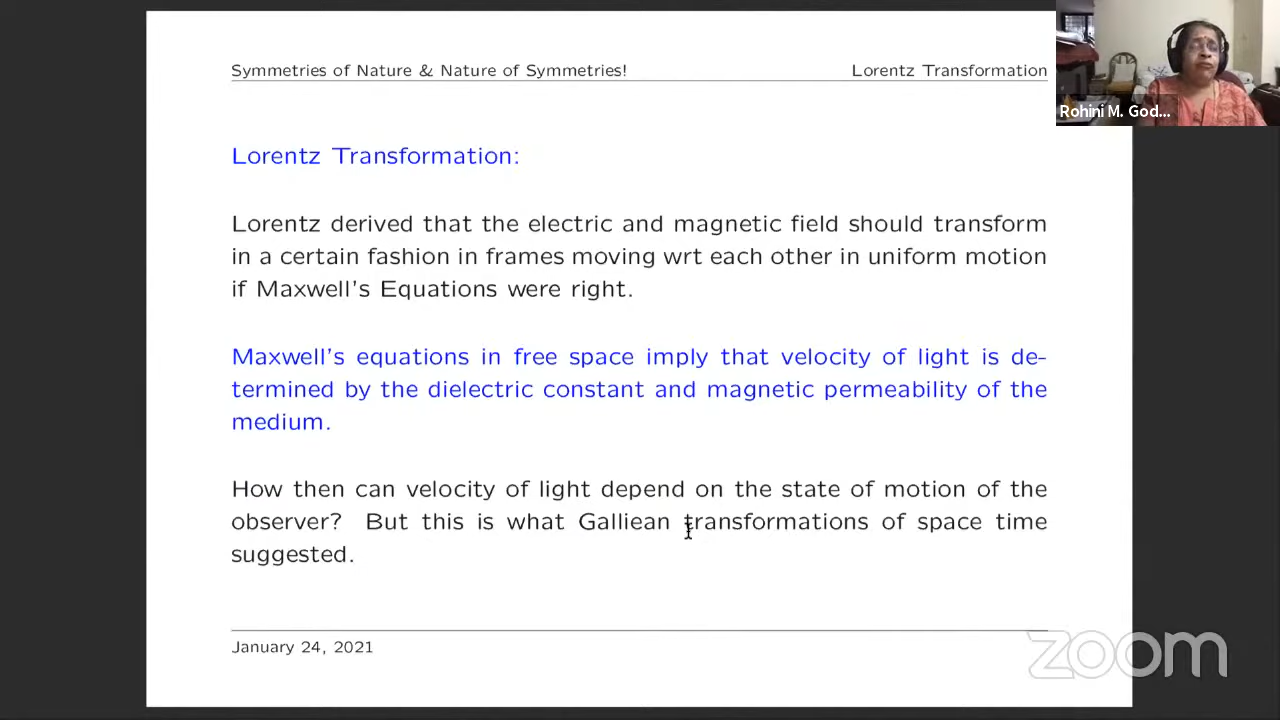 Symmetries of Nature & Nature of Symmetries!
Lorentz Transformation
Rohini M. God...
Lorentz Transformation:
Lorentz derived that the electric and magnetic field should transform
in a certain fashion in frames moving wrt each other in uniform motion
if Maxwell's Equations were right.
Maxwell's equations in free space imply that velocity of light is de-
termined by the dielectric constant and magnetic permeability of the
medium.
How then can velocity of light depend on the state of motion of the
observer? But this is what Galliean transformations of space time
suggested.
January 24, 2021
zoom